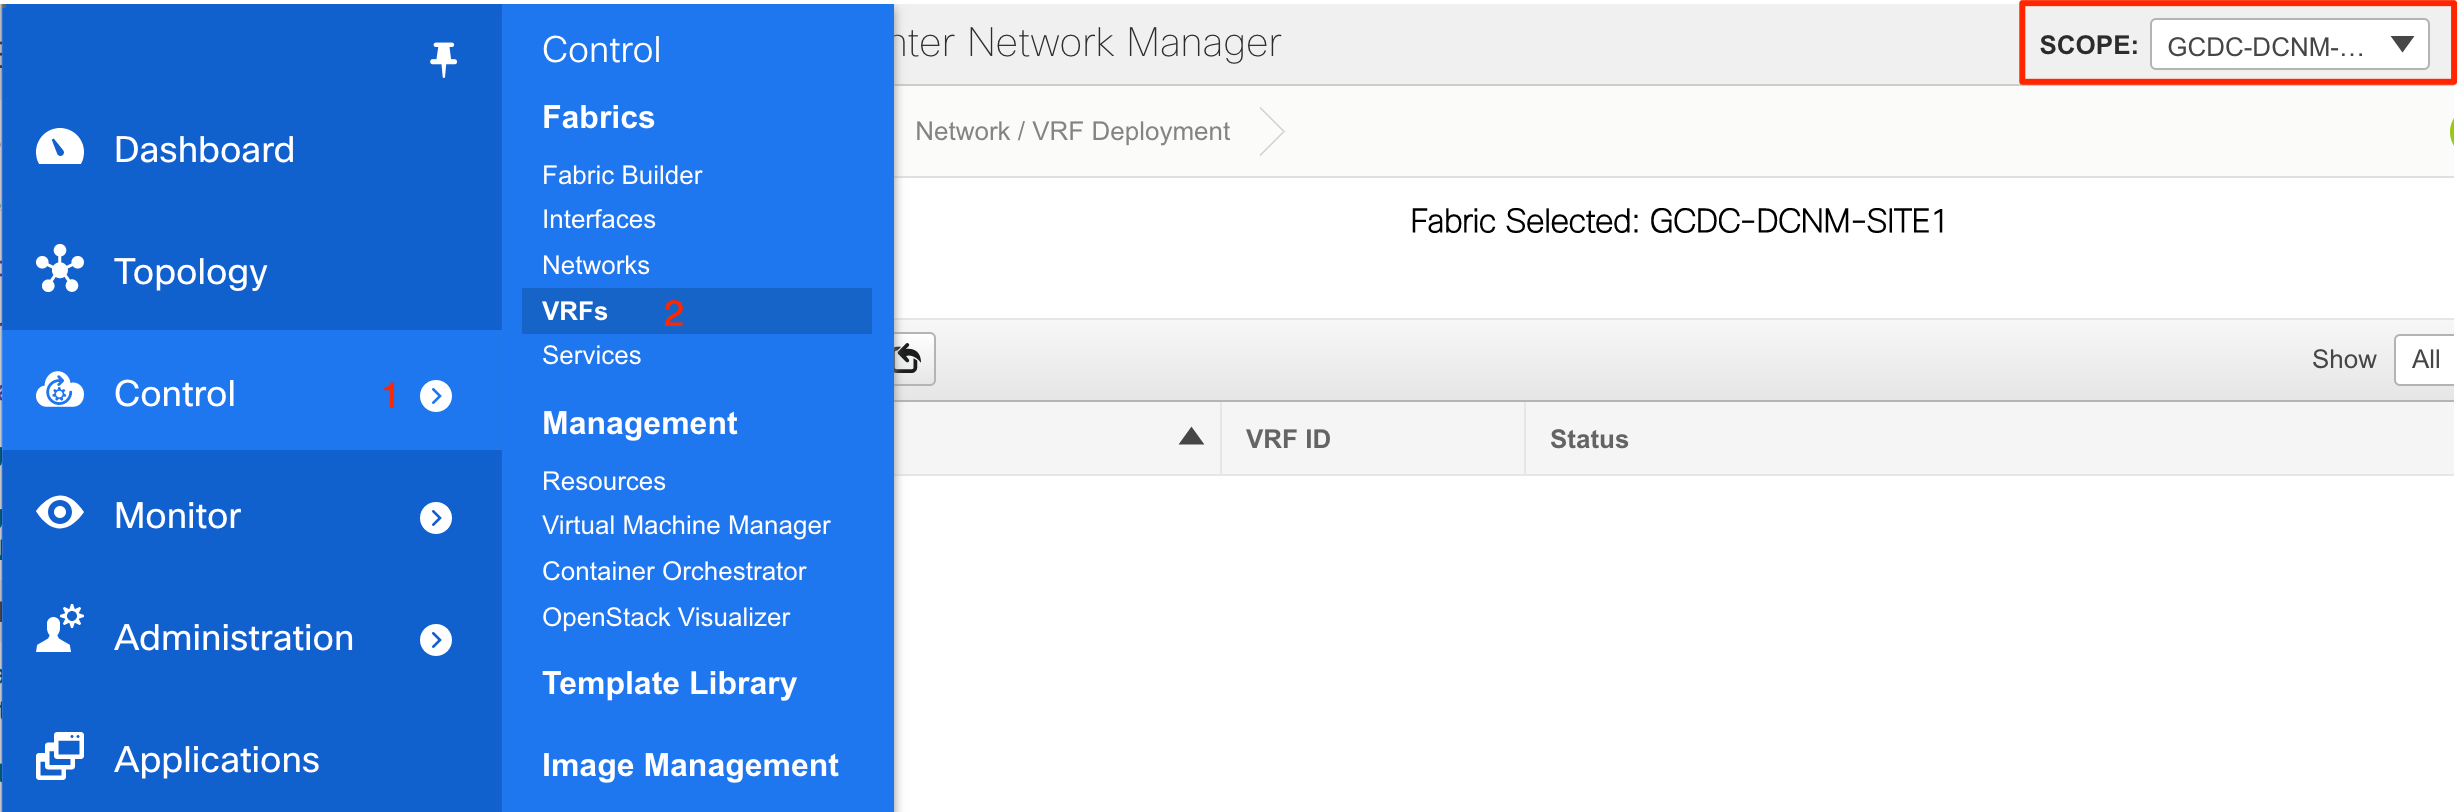 Dashboard
Topology
Control 1
Monitor
Administration
Applications
Control
Fabrics
Fabric Builder
Interfaces
Networks
VRFs 2
Services
Management
Resources
Virtual Machine Manager
Container Orchestrator
OpenStack Visualizer
Template Library
Image Management
nter Network Manager
SCOPE: GCDC-DCNM-...
Network / VRF Deployment
Fabric Selected: GCDC-DCNM-SITE1
Show All
VRF ID Status